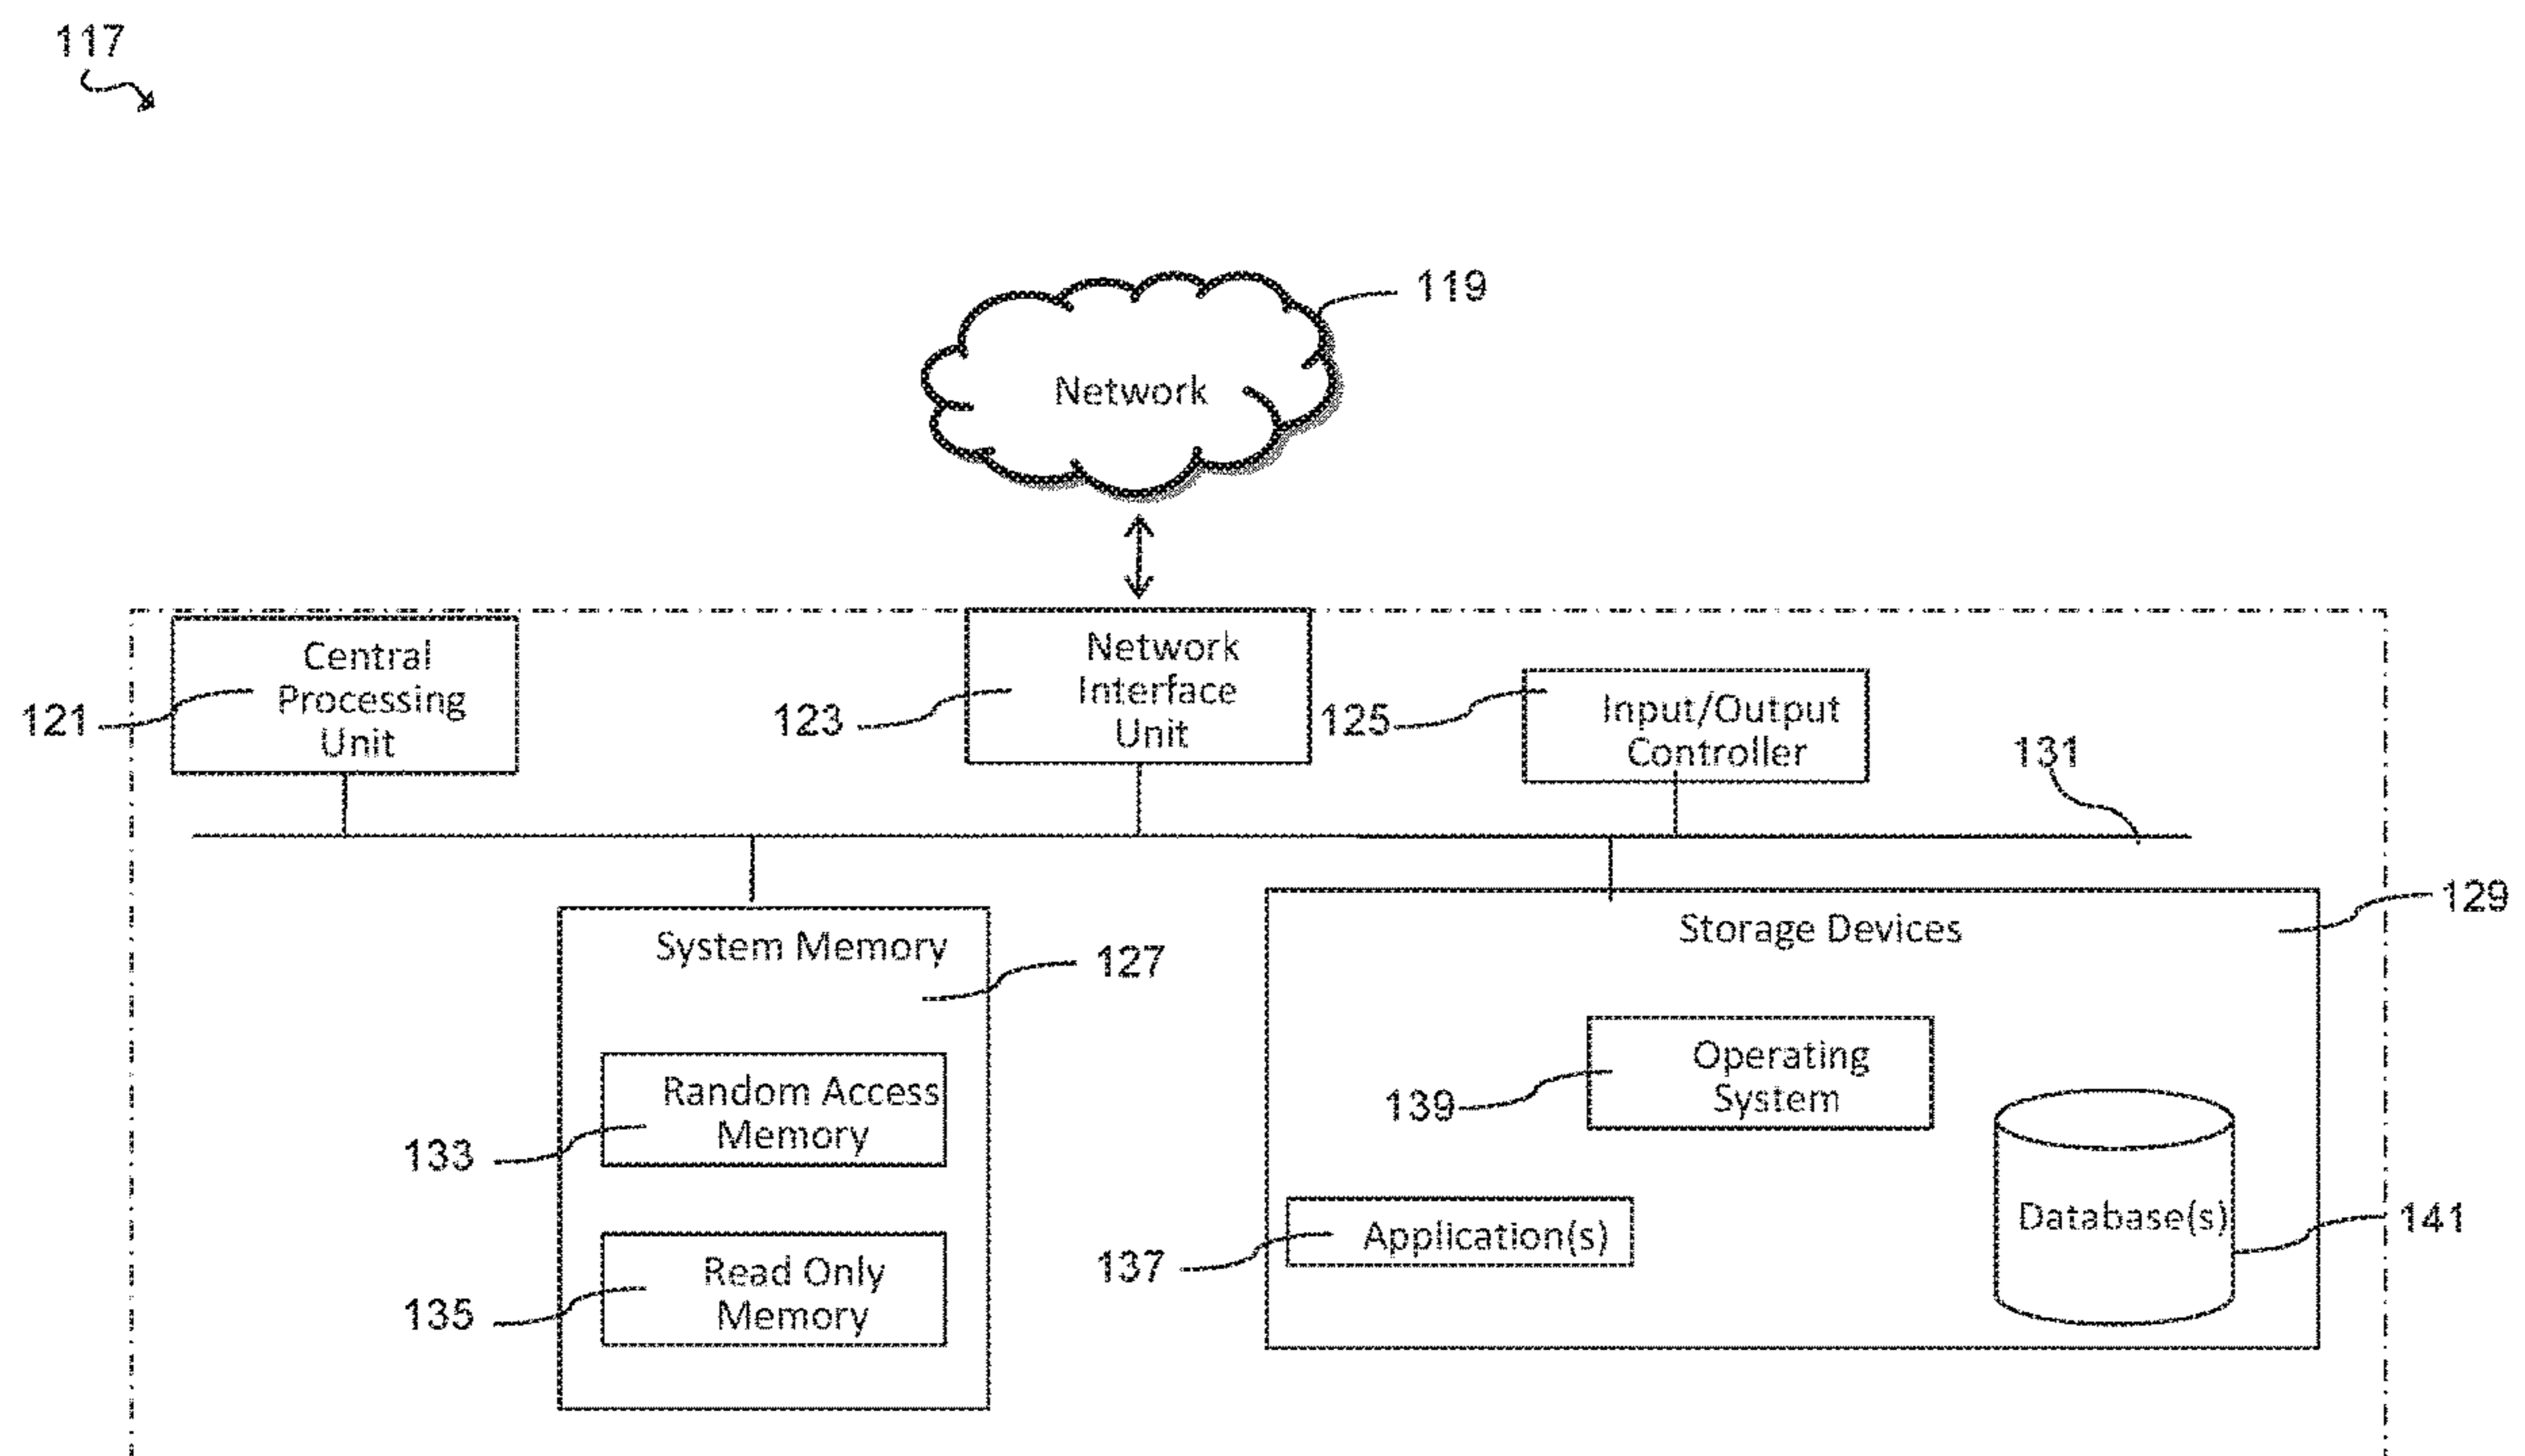 117
119
Network
Central
Processing
Unit
121
Network
Interface
Unit
123
Input/Output
Controller
125
131
System Memory
127
Random Access
Memory
133
Read Only
Memory
135
Storage Devices
129
Operating
System
139
Application(s)
137
Database(s)
141